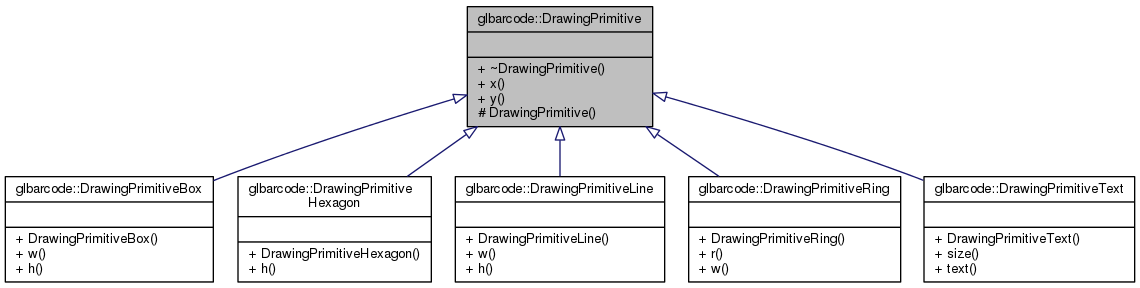 glbarcode::DrawingPrimitive
+ ~DrawingPrimitive()
+ x()
+ y()
# DrawingPrimitive()
glbarcode::DrawingPrimitiveBox
+ DrawingPrimitiveBox()
+ w()
+ h()
glbarcode::DrawingPrimitive
Hexagon
+ DrawingPrimitiveHexagon()
+ h()
glbarcode::DrawingPrimitiveLine
+ DrawingPrimitiveLine()
+ w()
+ h()
glbarcode::DrawingPrimitiveRing
+ DrawingPrimitiveRing()
+ r()
+ w()
glbarcode::DrawingPrimitiveText
+ DrawingPrimitiveText()
+ size()
+ text()